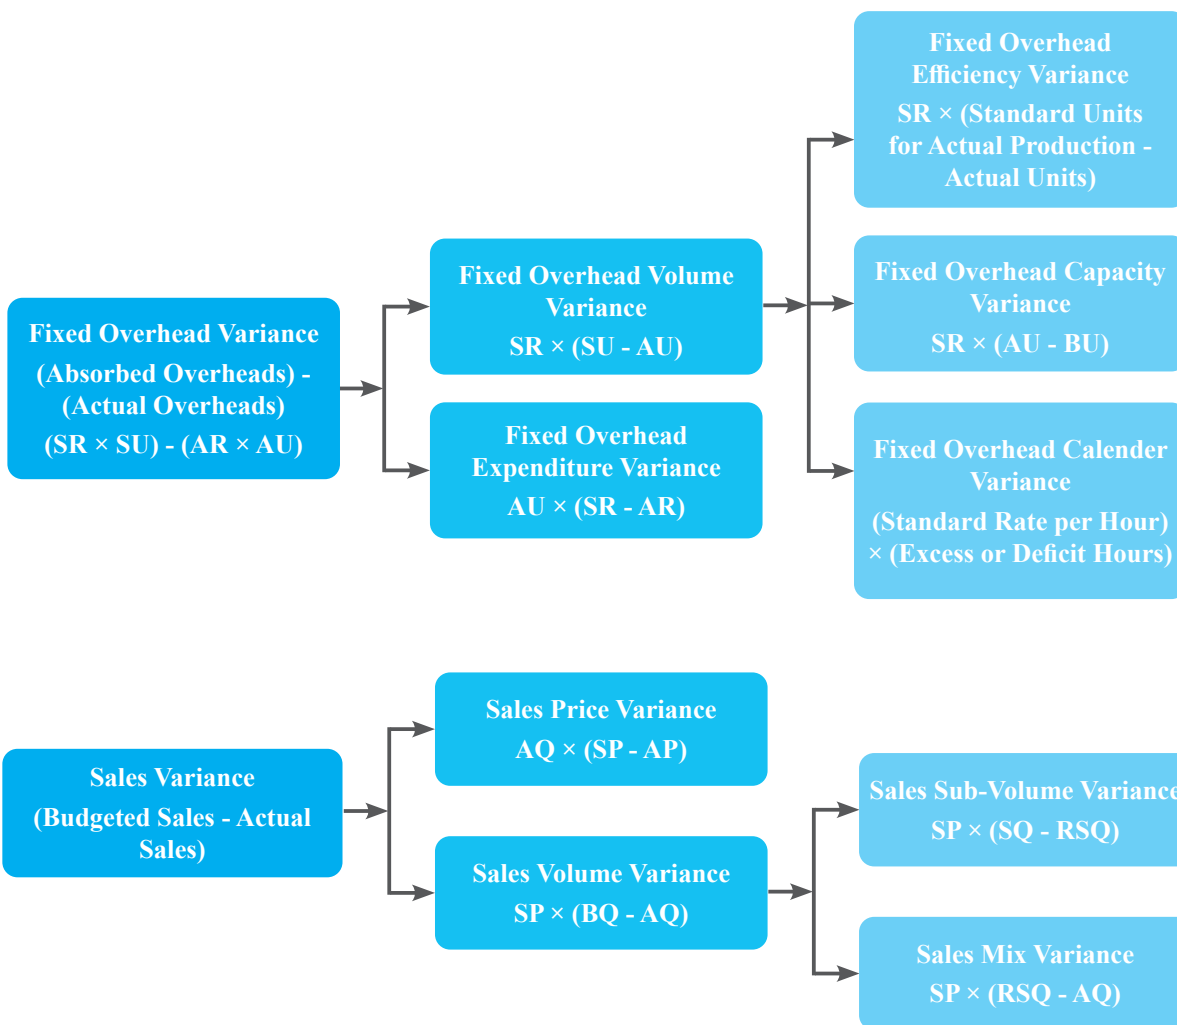 Fixed Overhead Variance
(Absorbed Overheads) -
(Actual Overheads)
(SR × SU) - (AR × AU)
Fixed Overhead Volume
Variance
SR × (SU - AU)
Fixed Overhead
Expenditure Variance
AU × (SR - AR)
Fixed Overhead
Efficiency Variance
SR × (Standard Units
for Actual Production -
Actual Units)
Fixed Overhead Capacity
Variance
SR × (AU - BU)
Fixed Overhead Calender
Variance
(Standard Rate per Hour)
× (Excess or Deficit Hours)
Sales Variance
(Budgeted Sales - Actual
Sales)
Sales Price Variance
AQ × (SP - AP)
Sales Volume Variance
SP × (BQ - AQ)
Sales Sub-Volume Variance
SP × (SQ - RSQ)
Sales Mix Variance
SP × (RSQ - AQ)